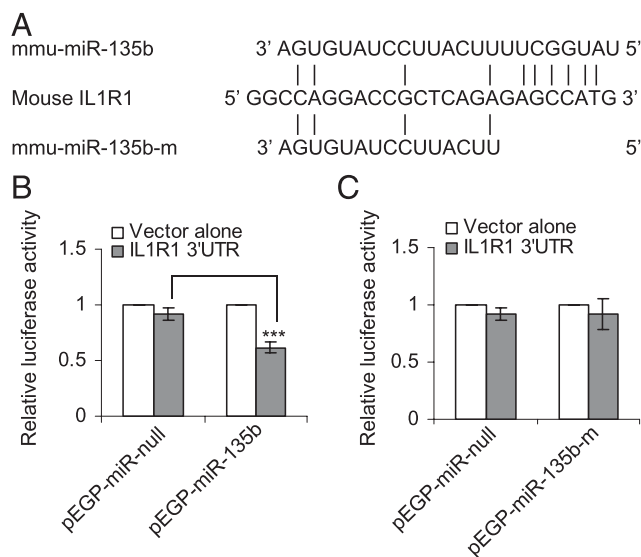 A
mmu-miR-135b 3’ AGUGUAUCCUUACUUUUCGGUAU 5’
Mouse IL1R1 5’ GGCCAGGACCGCTCAGAGAGCCATG 3’
mmu-miR-135b-m 3’ AGUGUAUCCUUACUU 5’
B
Relative luciferase activity
Vector alone
IL1R1 3'UTR
1.5
1
0.5
0
***
pEGP-miR-null
pEGP-miR-135b
C
Relative luciferase activity
Vector alone
IL1R1 3'UTR
1.5
1
0.5
0
pEGP-miR-null
pEGP-miR-135b-m